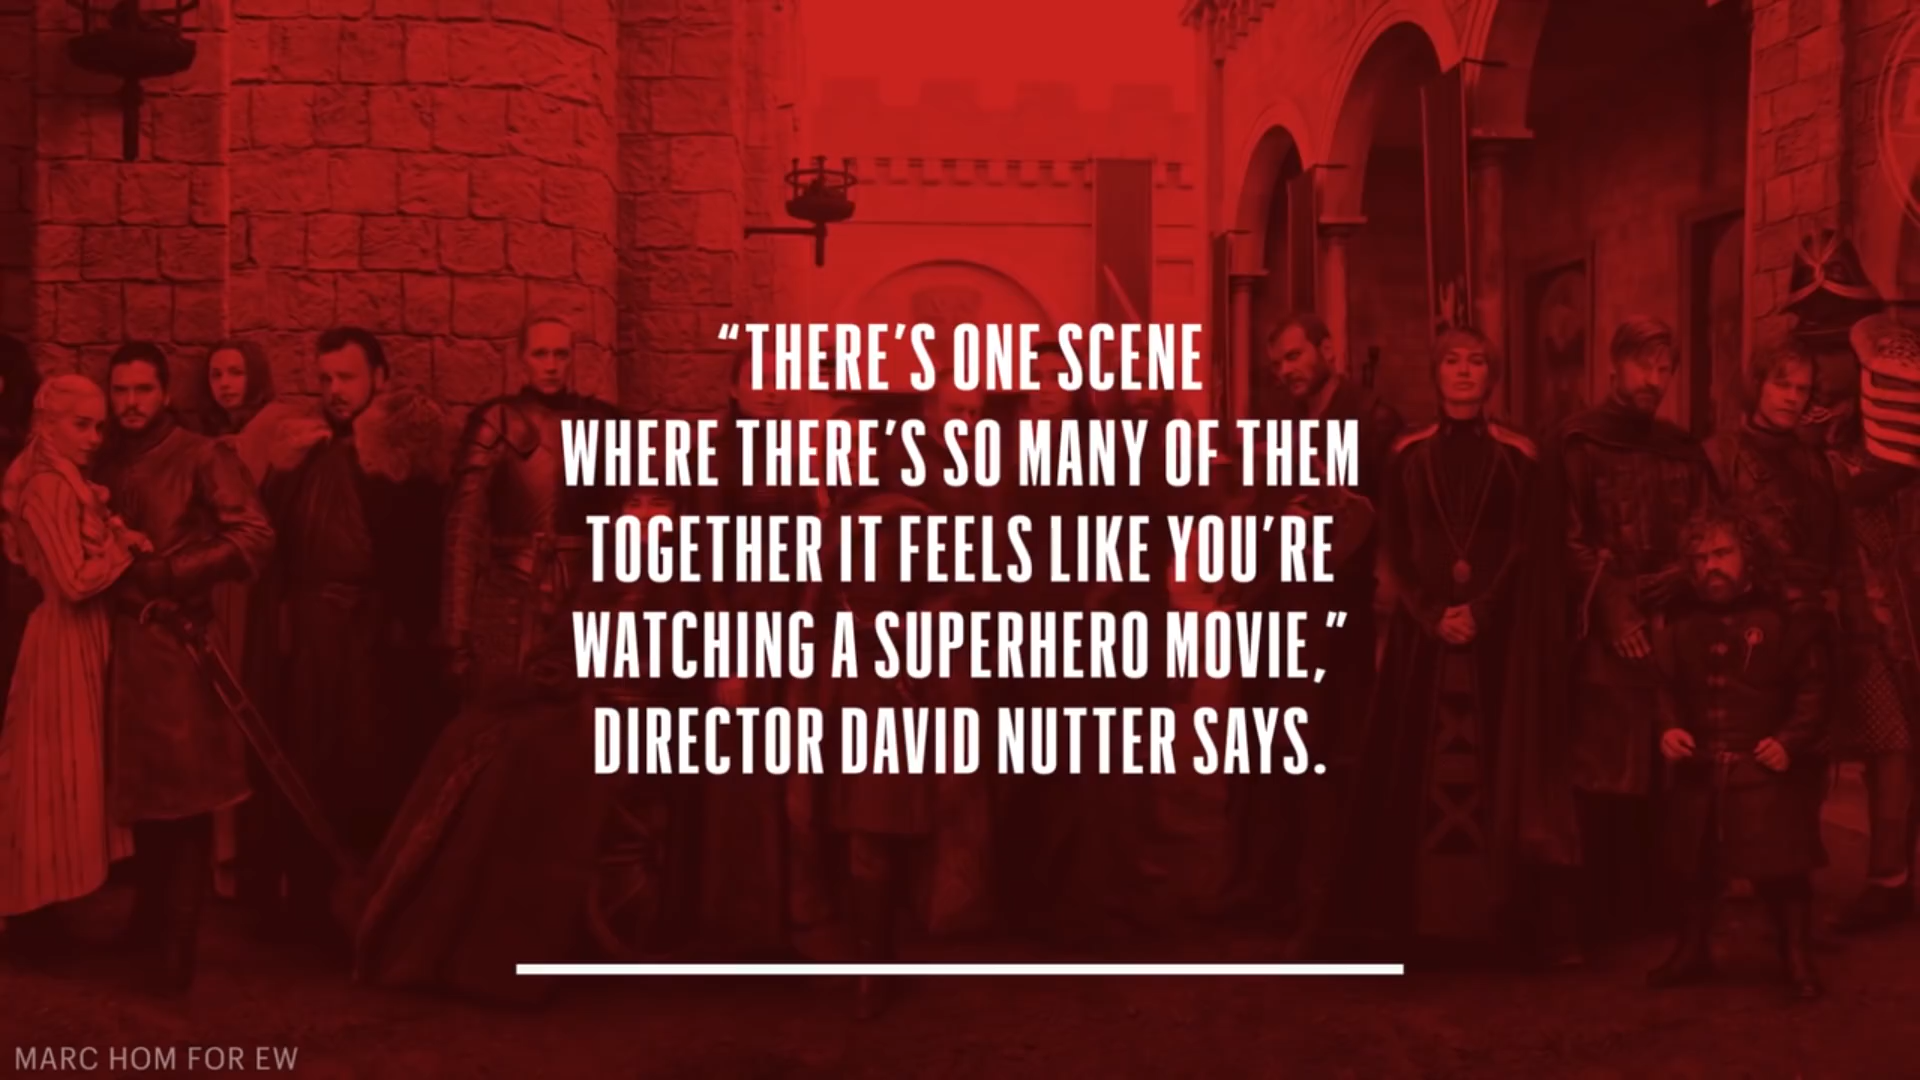 “THERE’S ONE SCENE
WHERE THERE’S SO MANY OF THEM
TOGETHER IT FEELS LIKE YOU’RE
WATCHING A SUPERHERO MOVIE,”
DIRECTOR DAVID NUTTER SAYS.
MARC HOM FOR EW